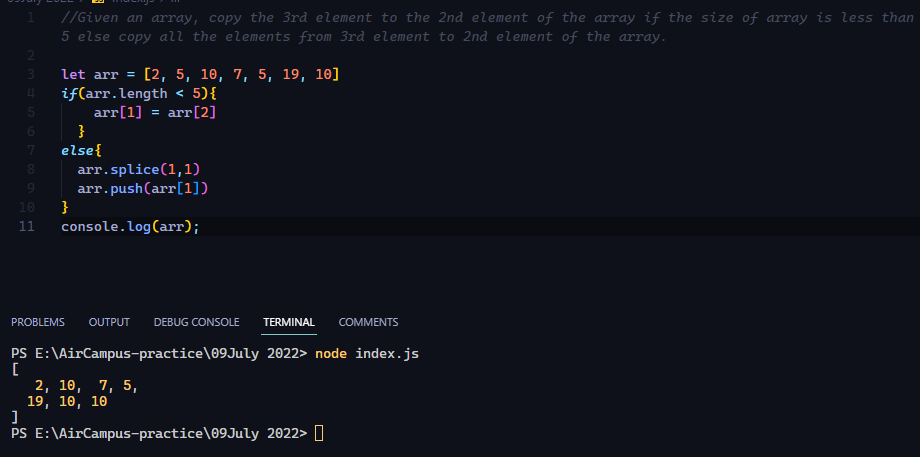 1 //Given an array, copy the 3rd element to the 2nd element of the array if the size of array is less than
5 else copy all the elements from 3rd element to 2nd element of the array.
2
3 let arr = [2, 5, 10, 7, 5, 19, 10]
4 if(arr.length < 5){
5 arr[1] = arr[2]
6 }
7 else{
8 arr.splice(1,1)
9 arr.push(arr[1])
10 }
11 console.log(arr);
PROBLEMS OUTPUT DEBUG CONSOLE TERMINAL COMMENTS
PS E:\AirCampus-practice\09July 2022> node index.js
[
2, 10, 7, 5,
19, 10, 10
]
PS E:\AirCampus-practice\09July 2022>